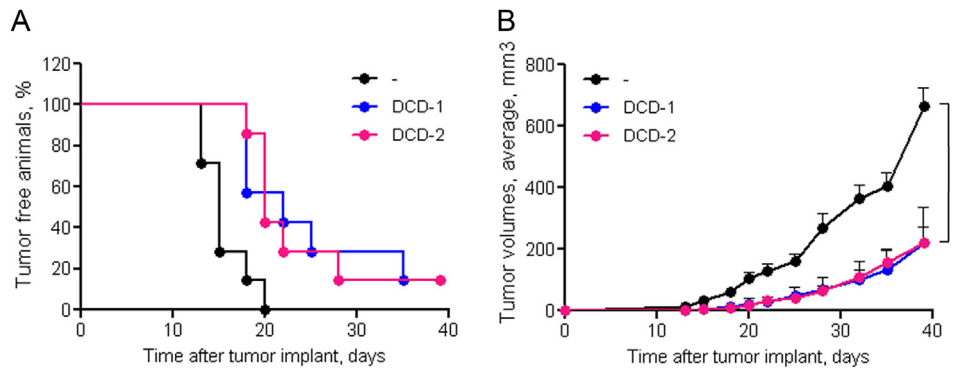 A
Tumor free animals, %
120
100
80
60
40
20
0
0 10 20 30 40
Time after tumor implant, days
-
DCD-1
DCD-2
B
Tumor volumes, average, mm3
800
600
400
200
0
0 10 20 30 40
Time after tumor implant, days
-
DCD-1
DCD-2